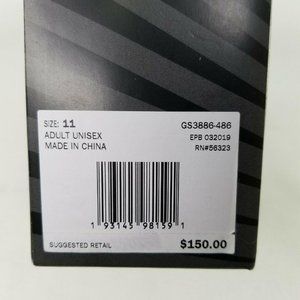 SIZE: 11 GS3886-486
ADULT UNISEX EPB 032019
MADE IN CHINA RN#56323
1 93145 98159 1
SUGGESTED RETAIL $150.00